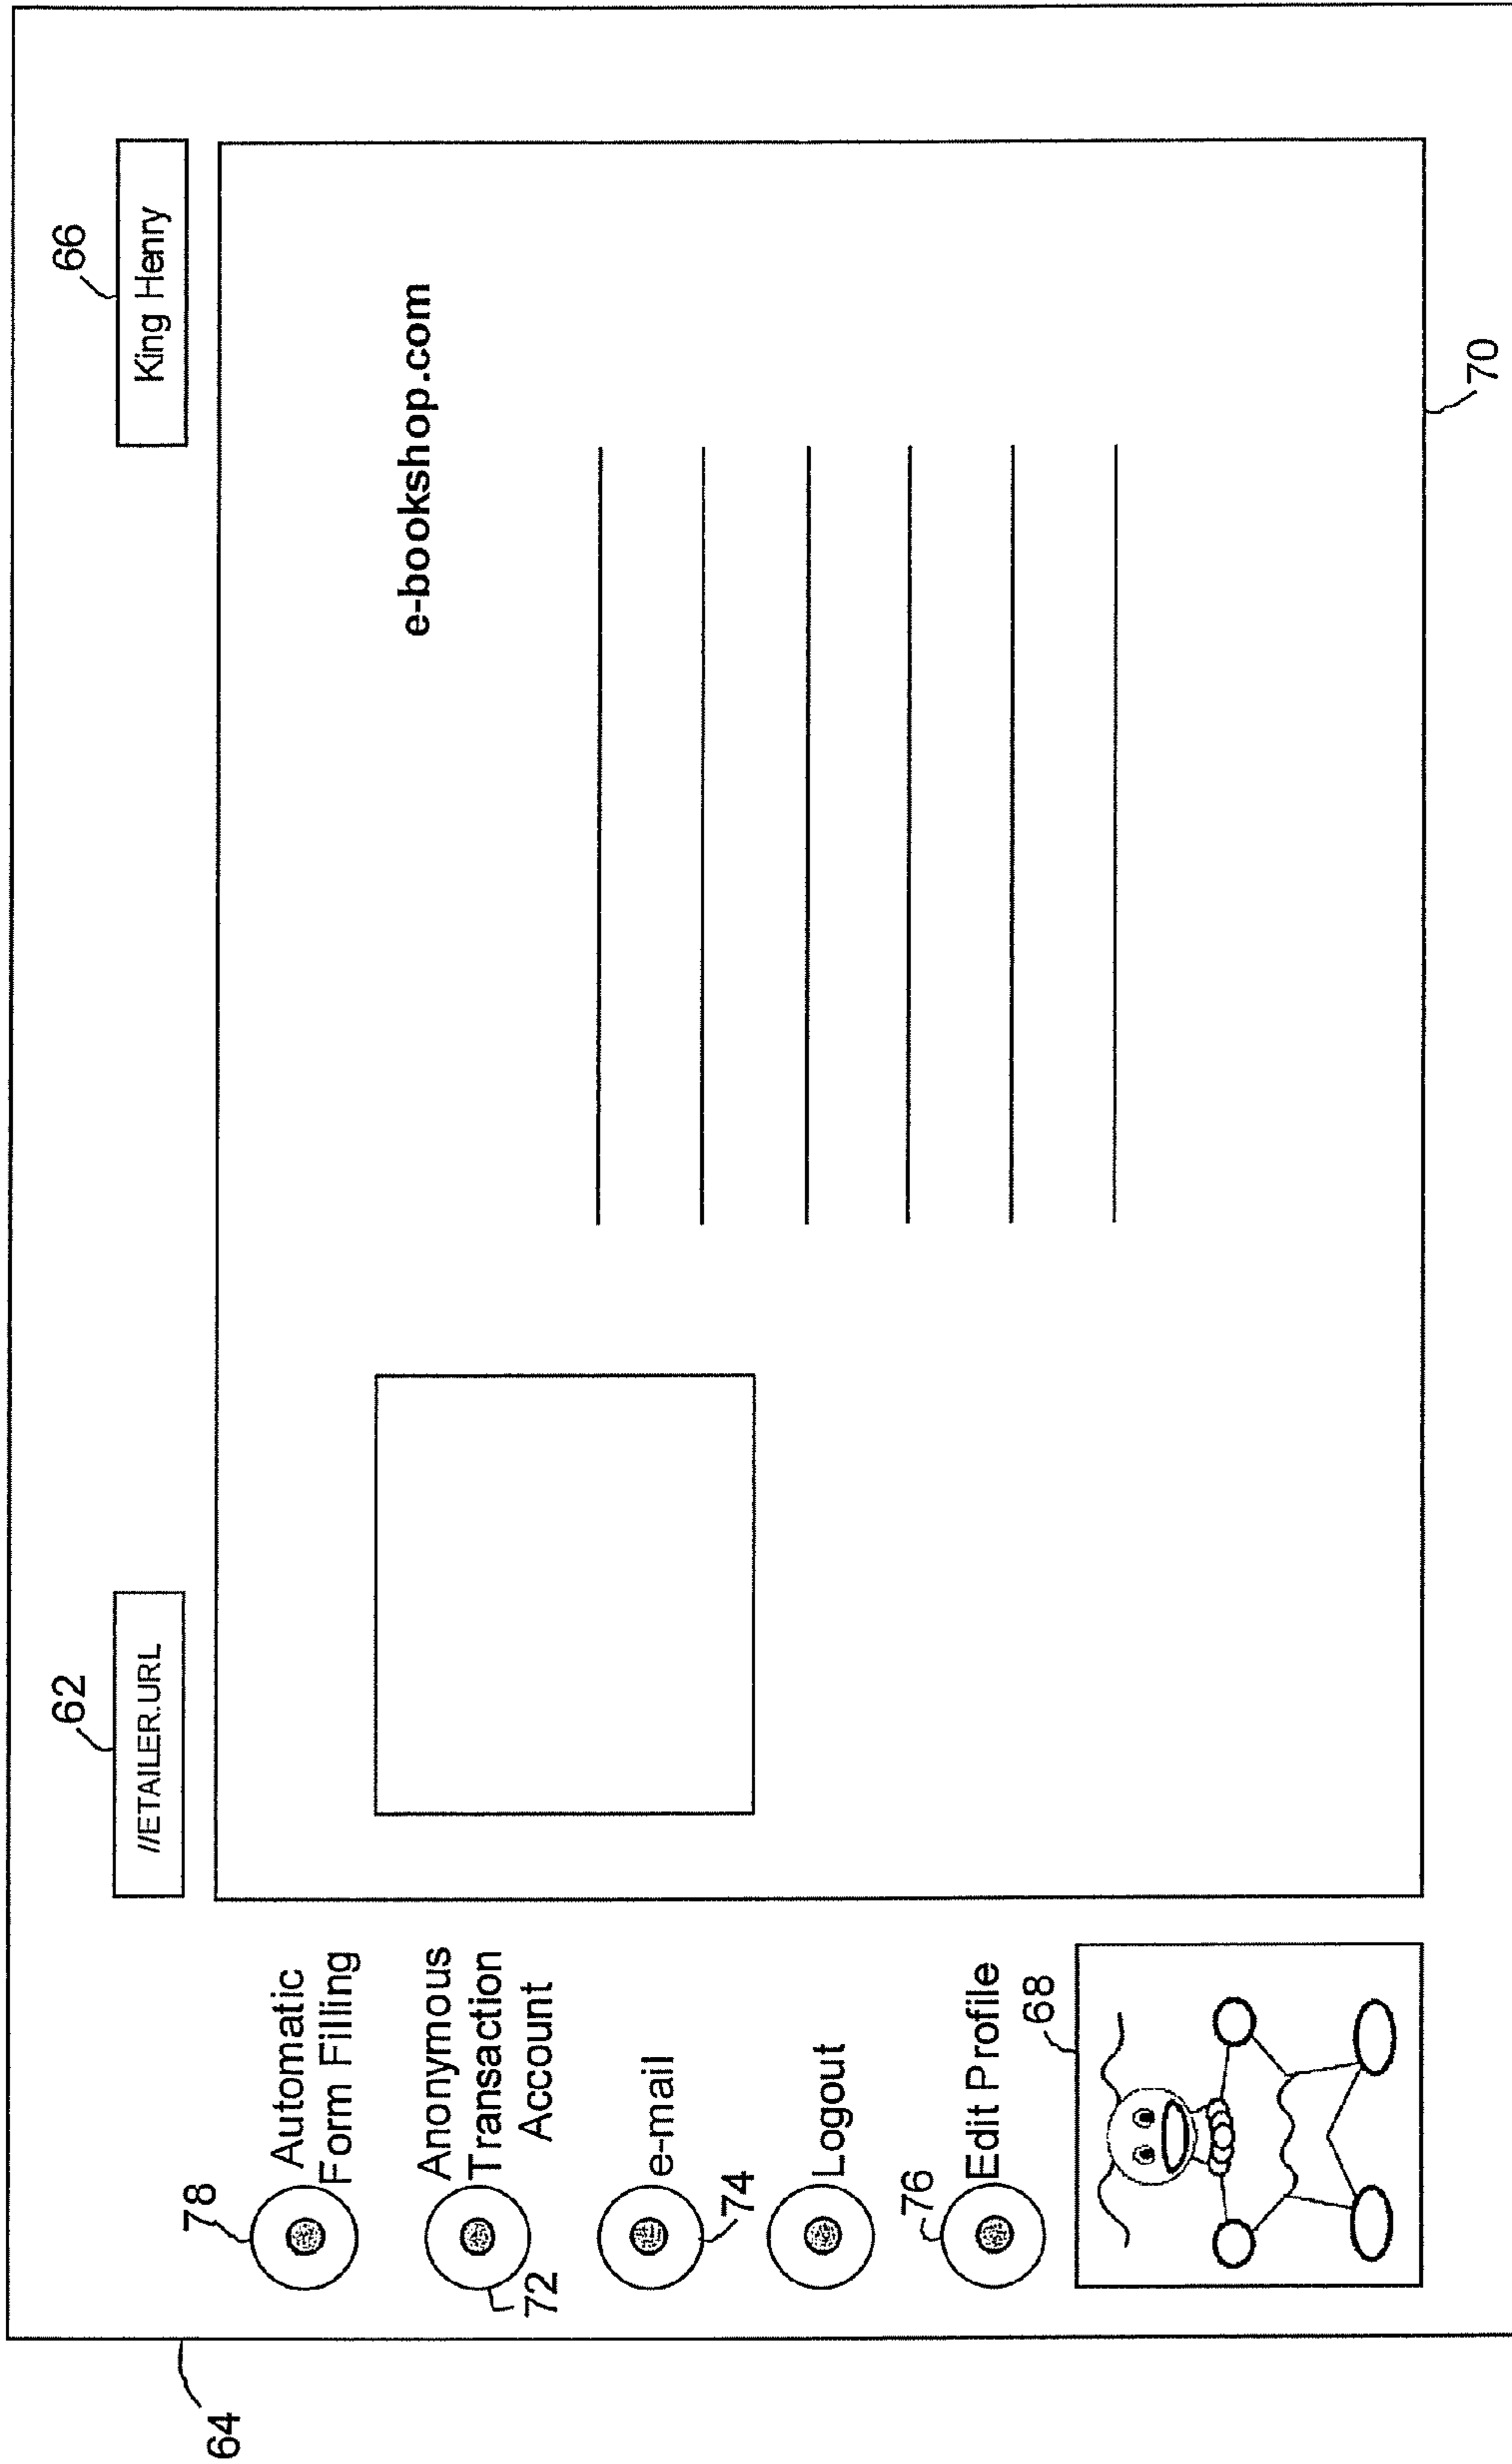 64
62
66
//ETAILER.URL
King Henry
78
Automatic
Form Filling
e-bookshop.com
72
Anonymous
Transaction
Account
e-mail
74
Logout
76
Edit Profile
68
70